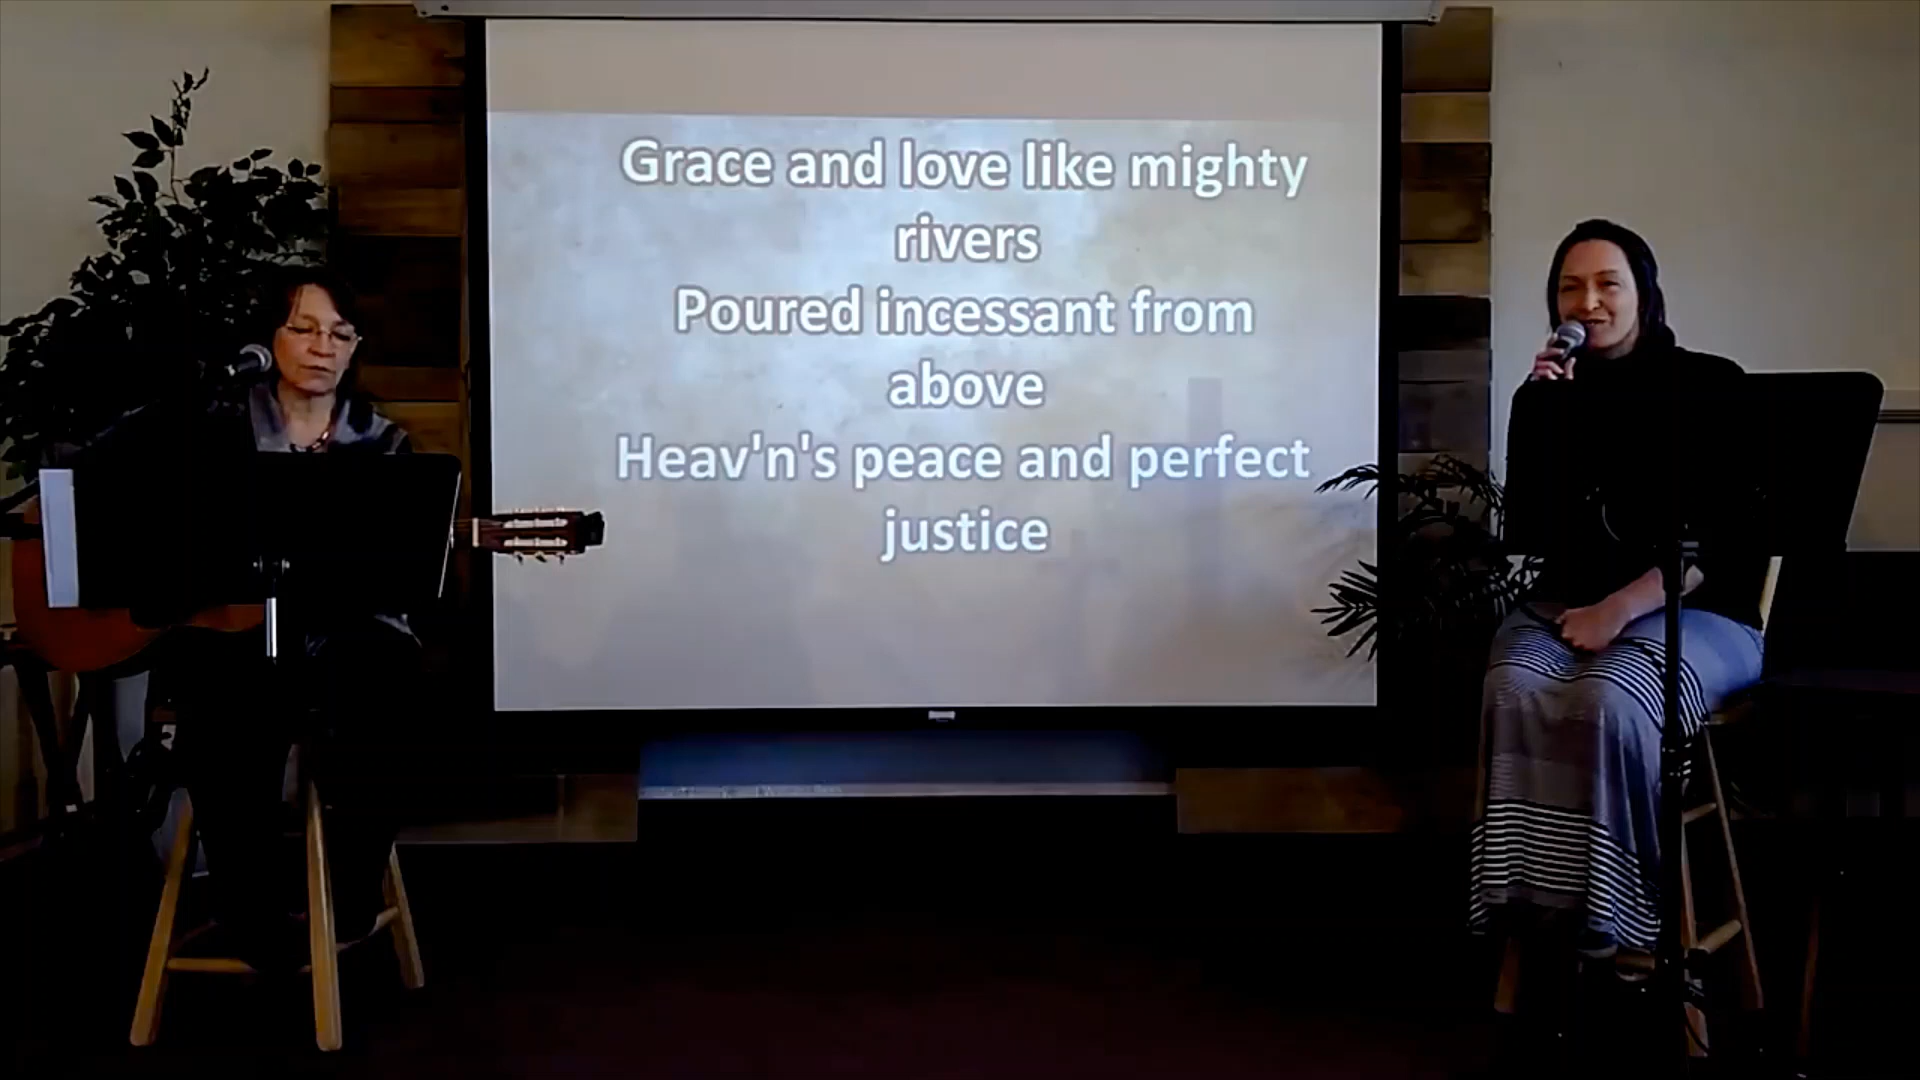 Grace and love like mighty
rivers
Poured incessant from
above
Heav'n's peace and perfect
justice